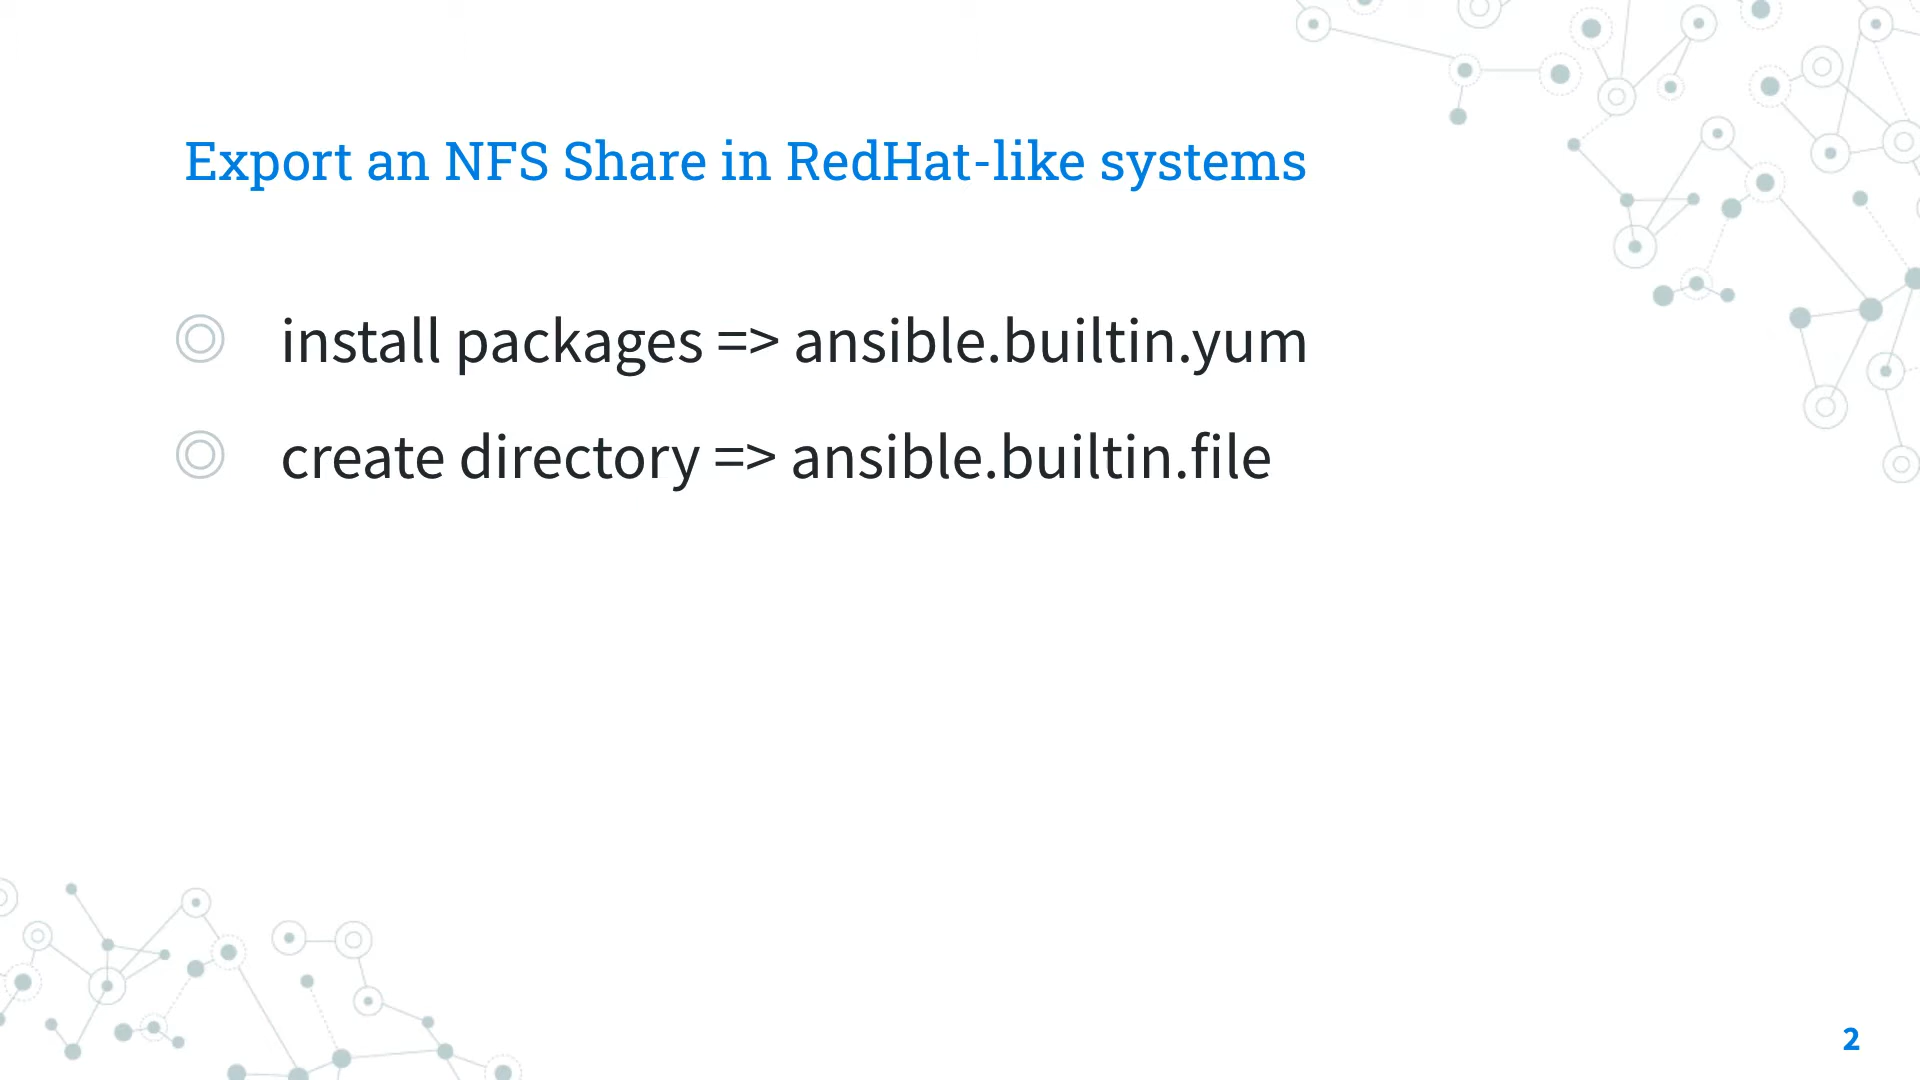 Export an NFS Share in RedHat-like systems
install packages => ansible.builtin.yum
create directory => ansible.builtin.file
2